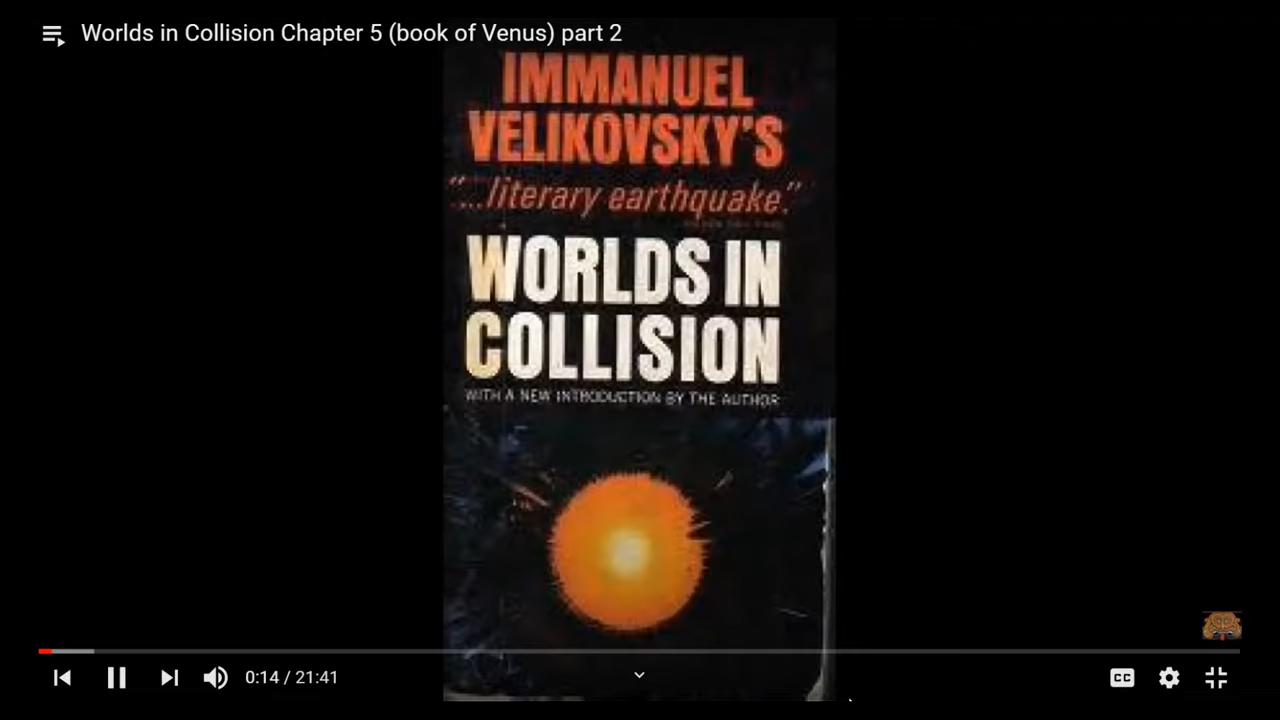 Worlds in Collision Chapter 5 (book of Venus) part 2
IMMANUEL
VELIKOVSKY'S
"...literary earthquake."
WORLDS IN
COLLISION
WITH A NEW INTRODUCTION BY THE AUTHOR
0:14 / 21:41
CC